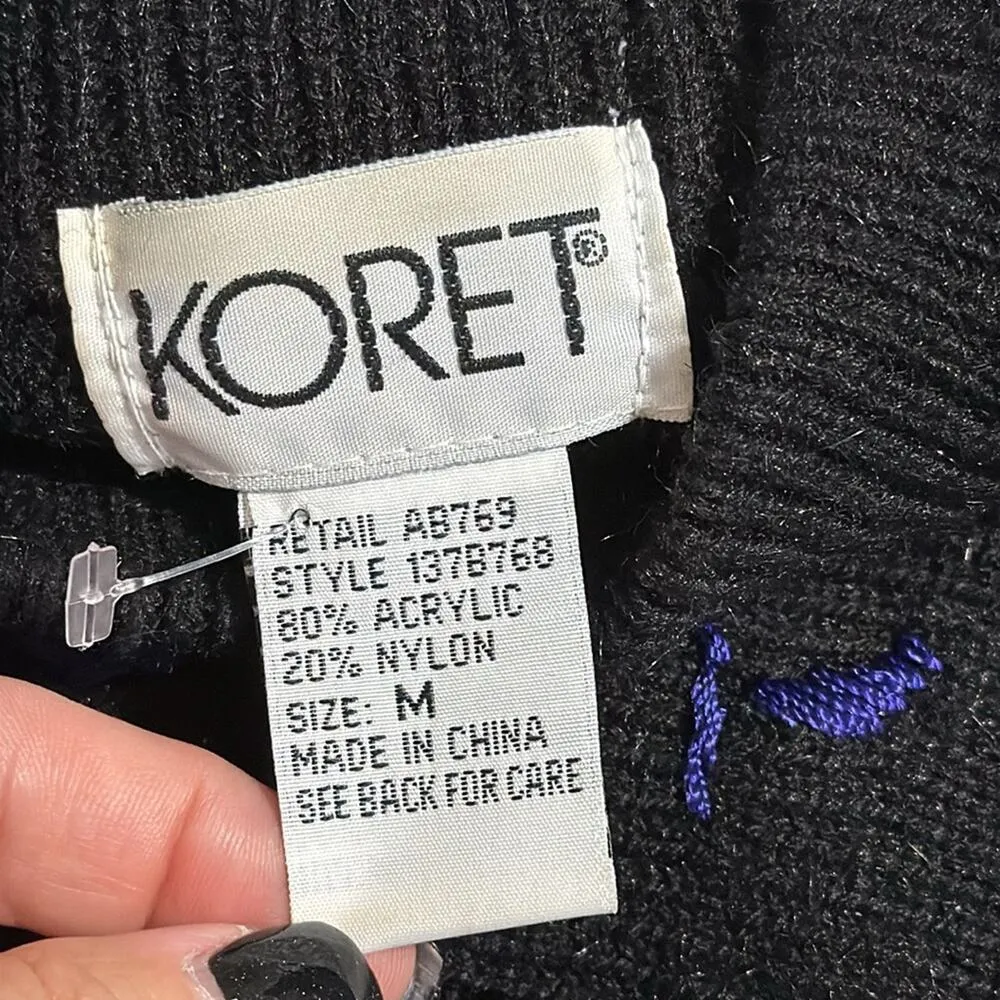 KORET®
RETAIL AB769
STYLE 137B768
80% ACRYLIC
20% NYLON
SIZE: M
MADE IN CHINA
SEE BACK FOR CARE